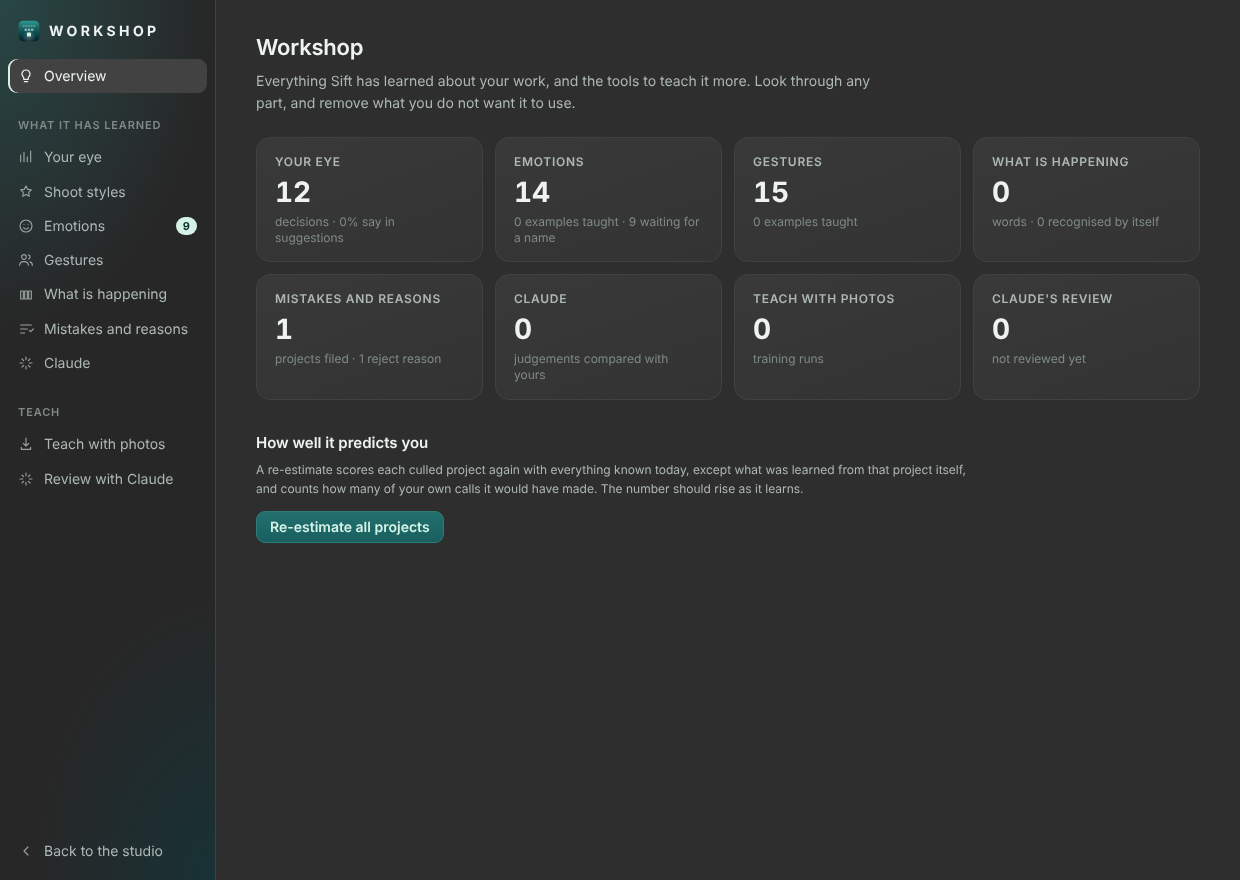 WORKSHOP
Overview
WHAT IT HAS LEARNED
Your eye
Shoot styles
Emotions 9
Gestures
What is happening
Mistakes and reasons
Claude
TEACH
Teach with photos
Review with Claude
Back to the studio
Workshop
Everything Sift has learned about your work, and the tools to teach it more. Look through any
part, and remove what you do not want it to use.
YOUR EYE
12
decisions · 0% say in
suggestions
EMOTIONS
14
0 examples taught · 9 waiting for
a name
GESTURES
15
0 examples taught
WHAT IS HAPPENING
0
words · 0 recognised by itself
MISTAKES AND REASONS
1
projects filed · 1 reject reason
CLAUDE
0
judgements compared with
yours
TEACH WITH PHOTOS
0
training runs
CLAUDE'S REVIEW
0
not reviewed yet
How well it predicts you
A re-estimate scores each culled project again with everything known today, except what was learned from that project itself,
and counts how many of your own calls it would have made. The number should rise as it learns.
Re-estimate all projects